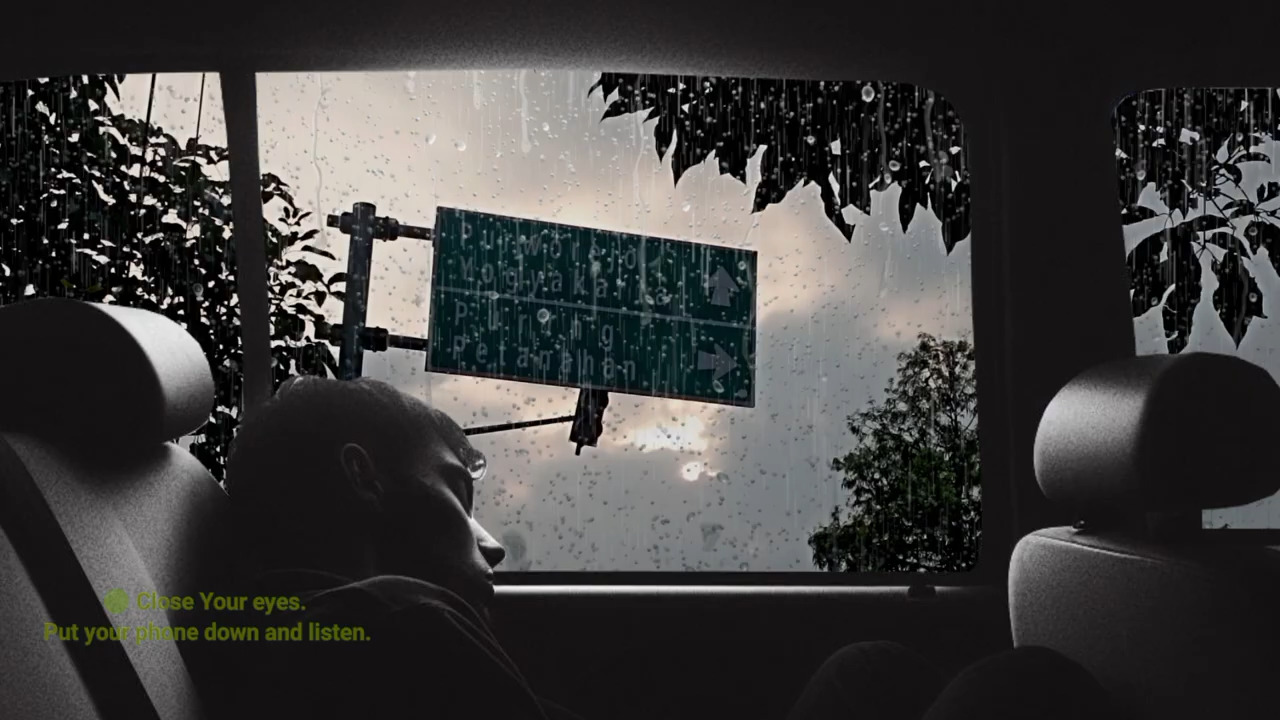 Purworejo
Yogyakarta
Puring
Petanahan
Close Your eyes.
Put your phone down and listen.